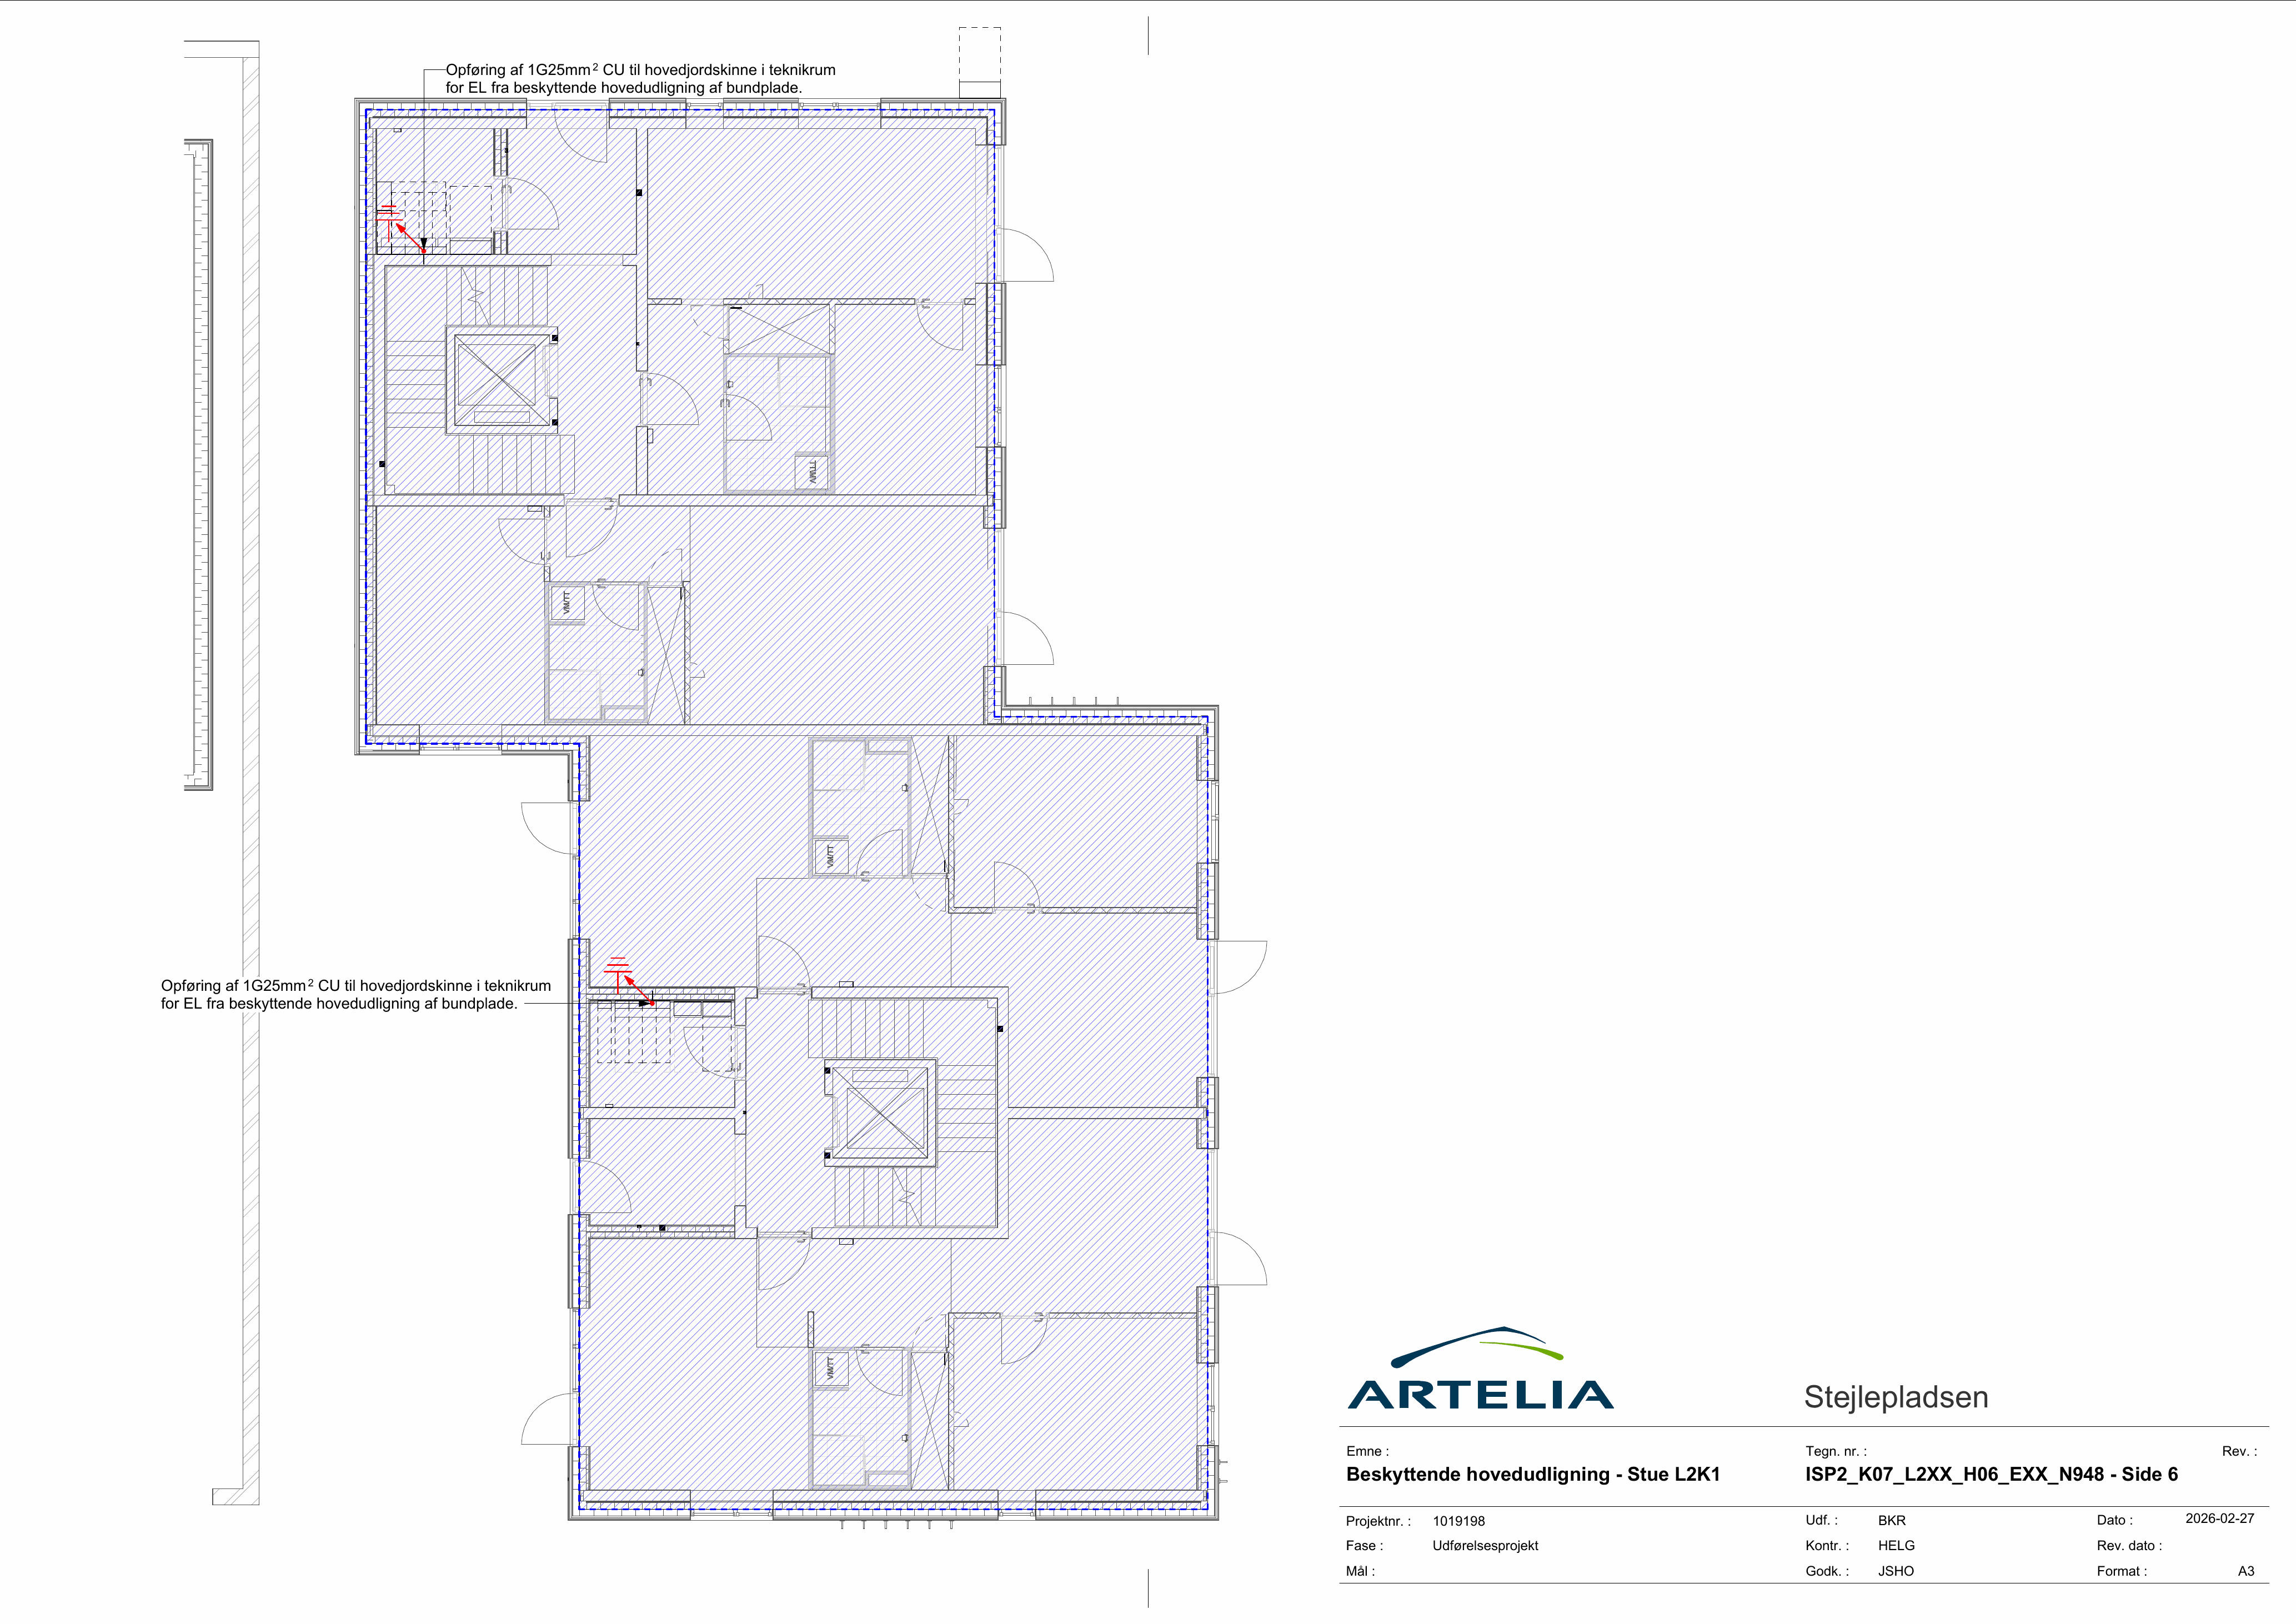 Opføring af 1G25mm² CU til hovedjordskinne i teknikrum
for EL fra beskyttende hovedudligning af bundplade.
VM/TT
VM/TT
VM/TT
Opføring af 1G25mm² CU til hovedjordskinne i teknikrum
for EL fra beskyttende hovedudligning af bundplade.
VM/TT
ARTELIA
Stejlepladsen
Emne :
Tegn. nr. :
Rev. :
Beskyttende hovedudligning - Stue L2K1
ISP2_K07_L2XX_H06_EXX_N948 - Side 6
Projektnr. : 1019198
Udf. : BKR
Dato : 2026-02-27
Fase : Udførelsesprojekt
Kontr. : HELG
Rev. dato :
Mål :
Godk. : JSHO
Format : A3